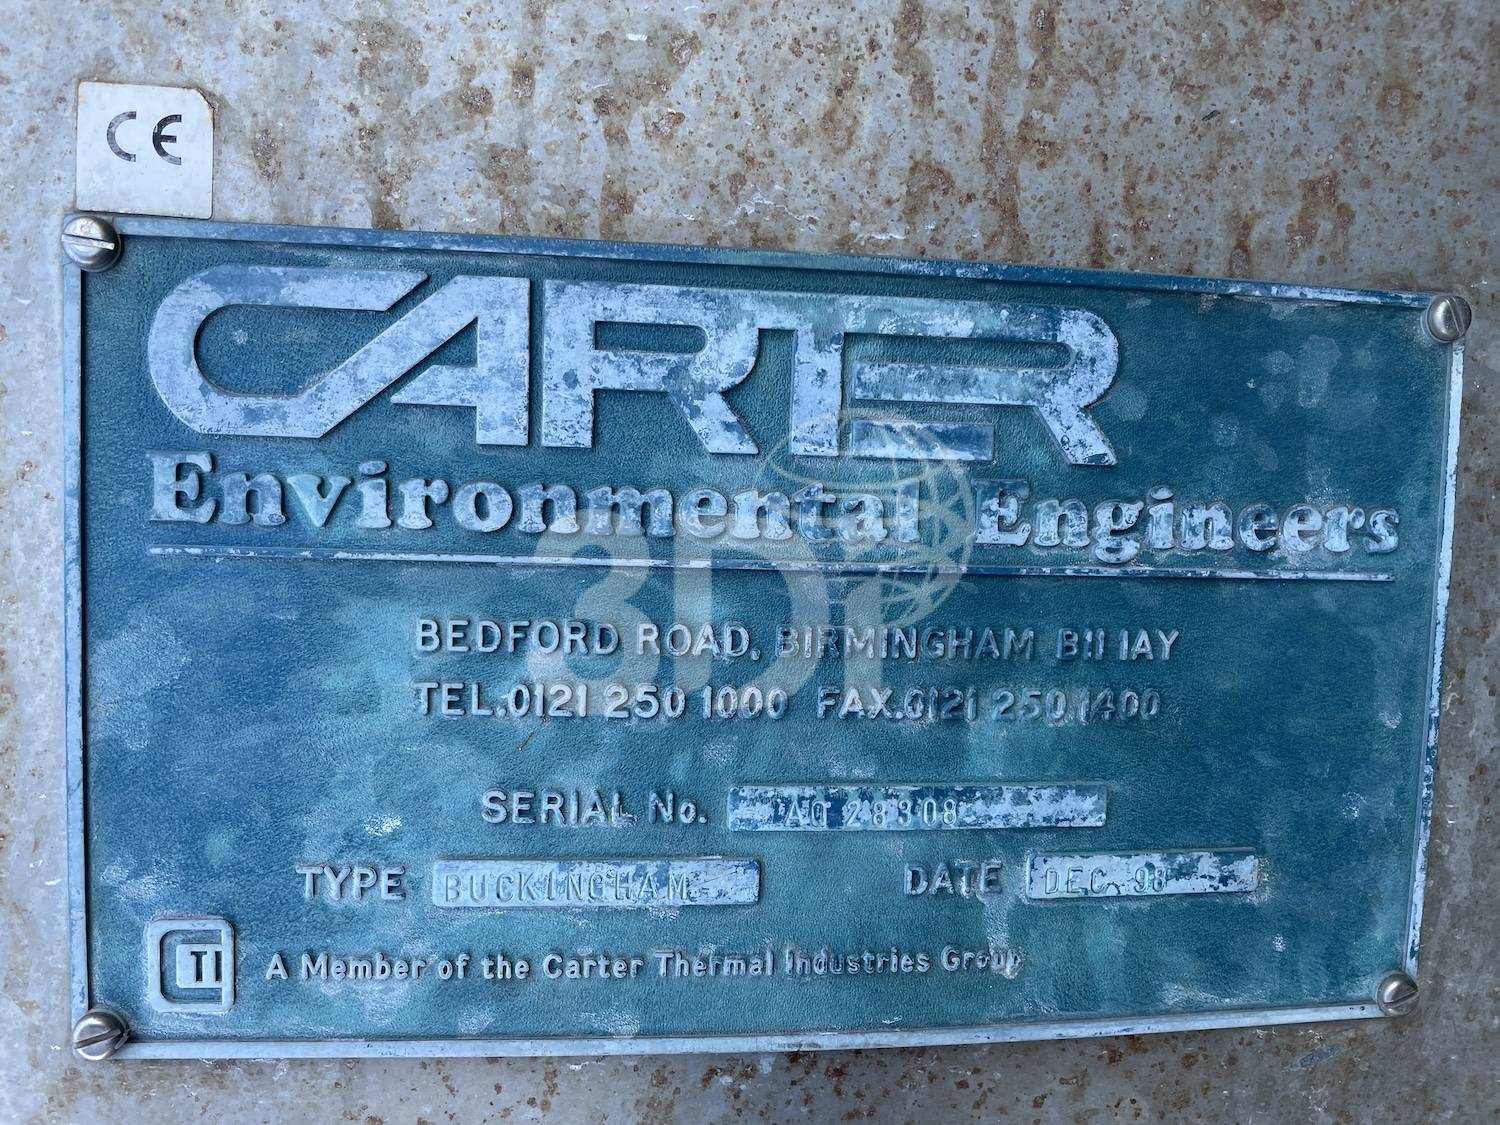 CE
CARTER
Environmental Engineers
3Di
BEDFORD ROAD, BIRMINGHAM B11 1AY
TEL.0121 250 1000 FAX.0121 250 1400
SERIAL No. AQ 28308
TYPE BUCKINGHAM DATE DEC 98
CTI A Member of the Carter Thermal Industries Group